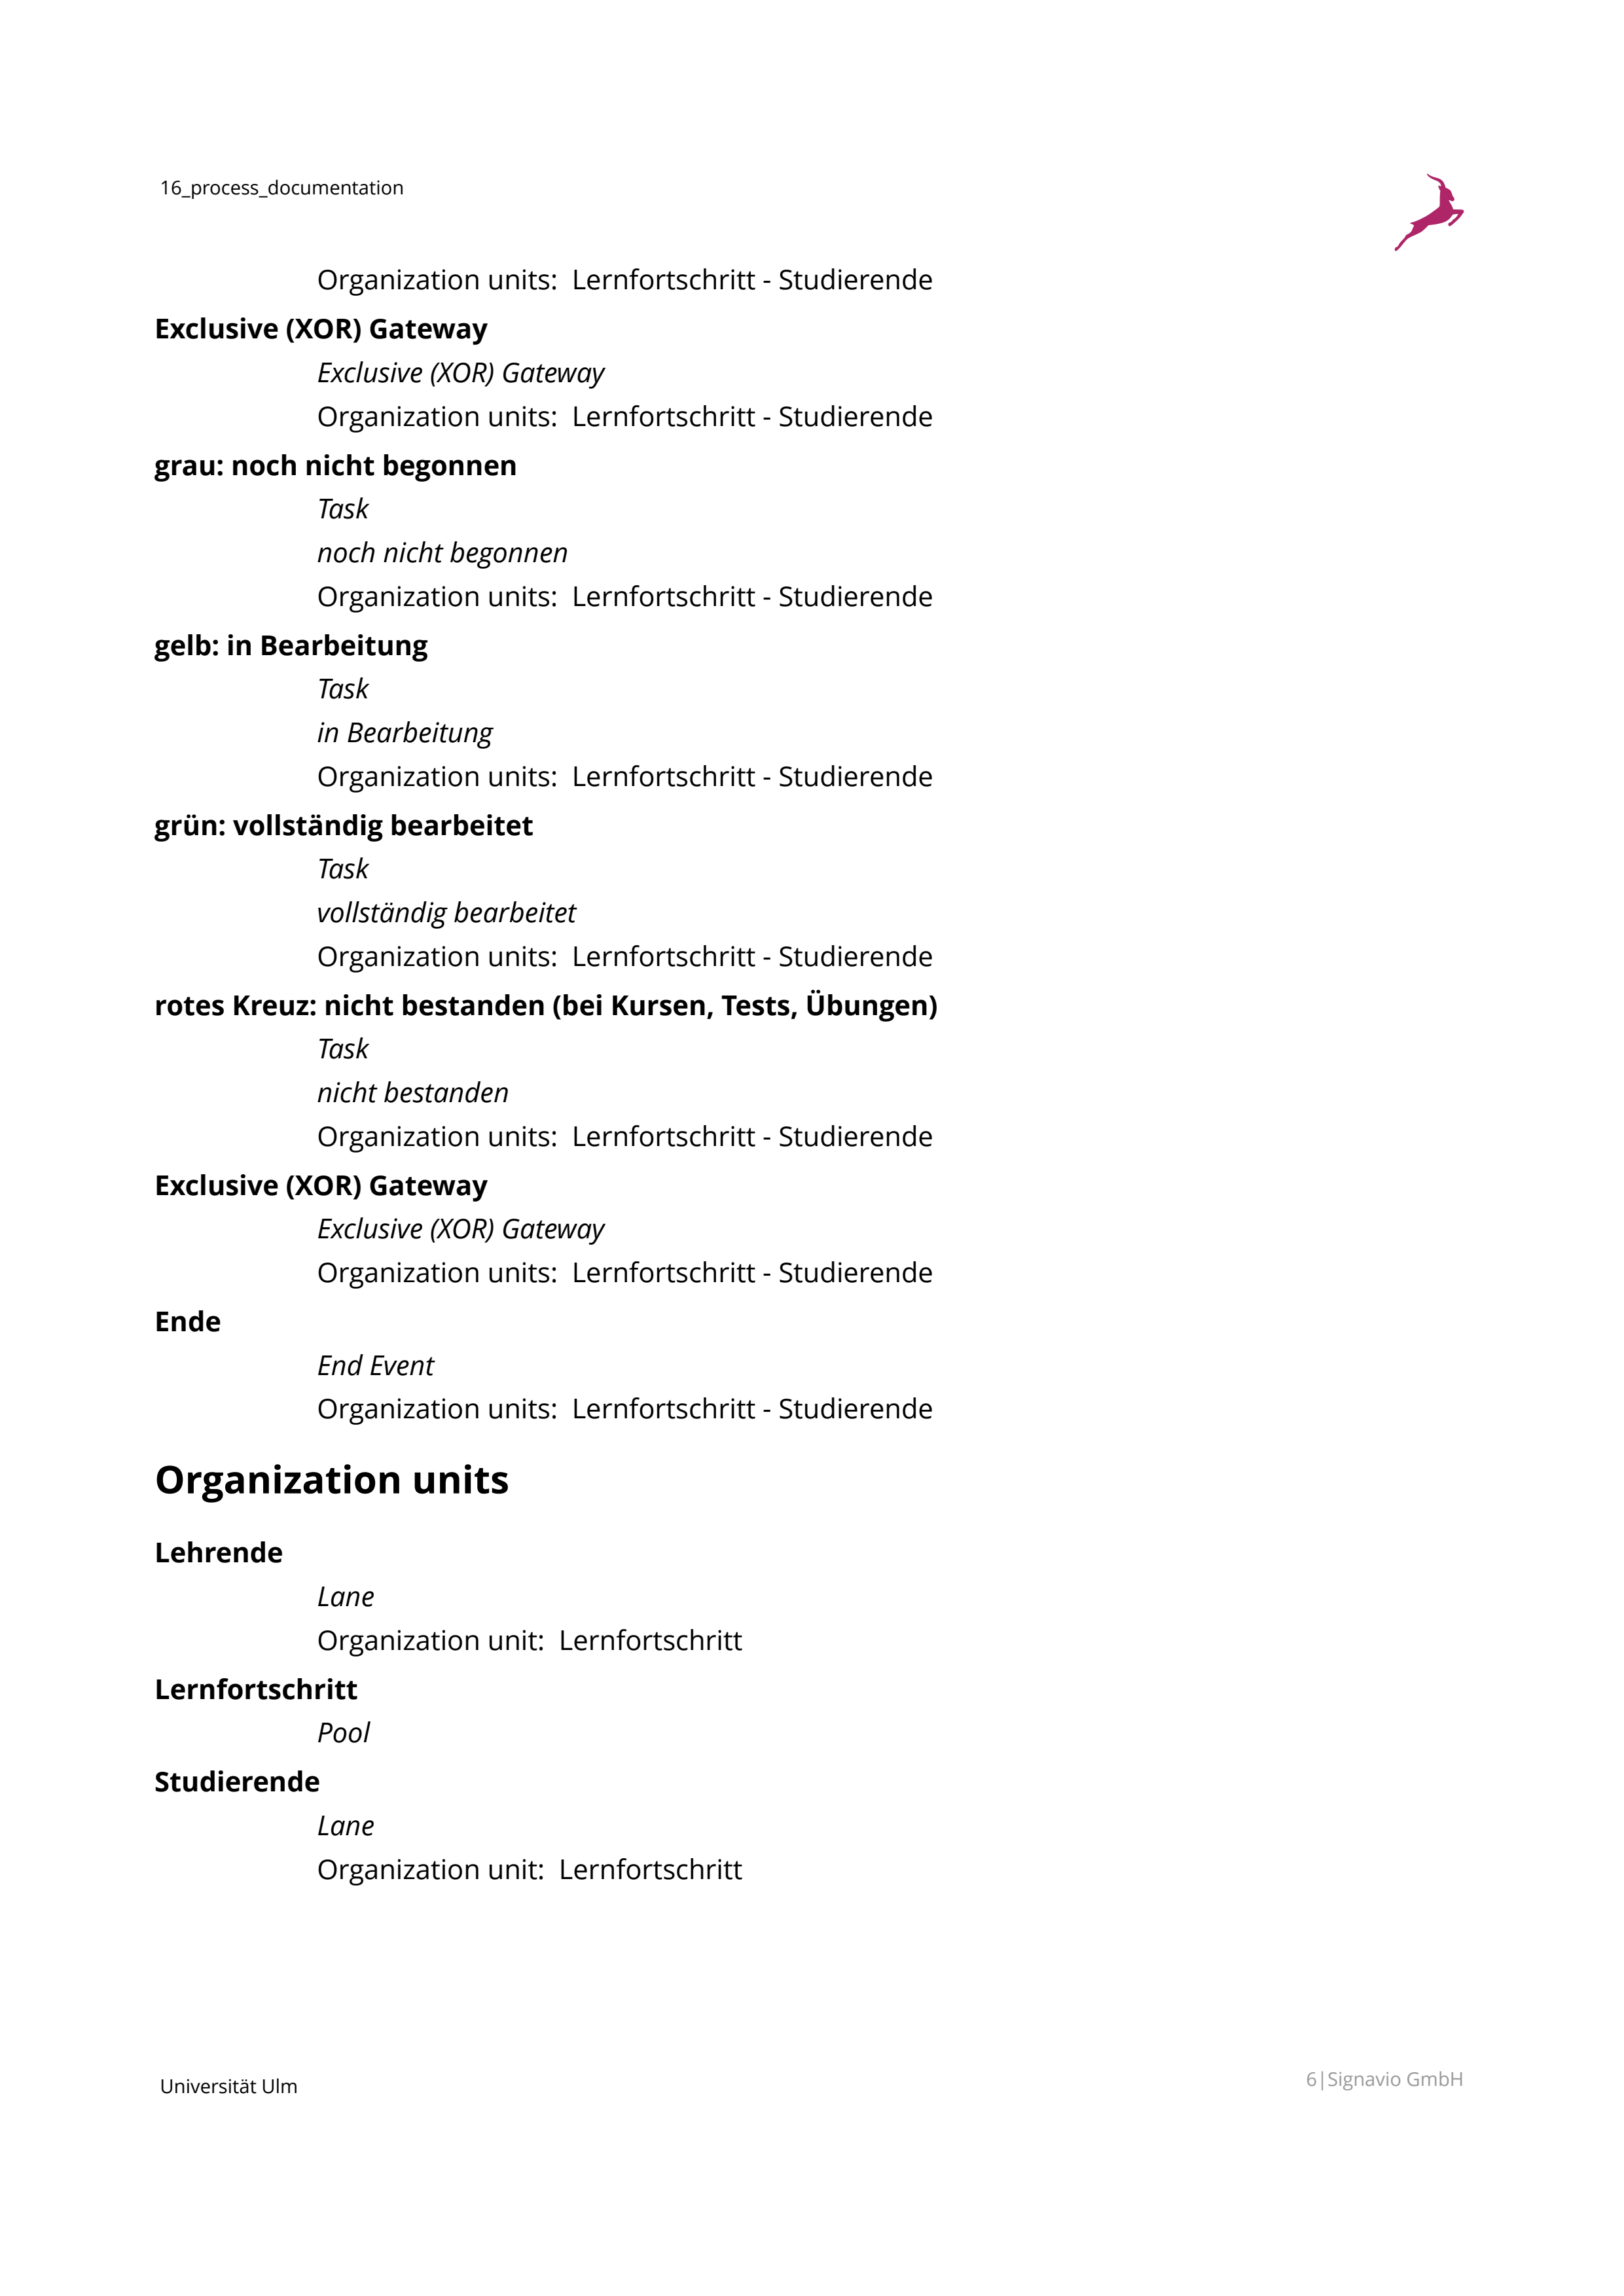 16_process_documentation
Organization units:  Lernfortschritt - Studierende
Exclusive (XOR) Gateway
Exclusive (XOR) Gateway
Organization units:  Lernfortschritt - Studierende
grau: noch nicht begonnen
Task
noch nicht begonnen
Organization units:  Lernfortschritt - Studierende
gelb: in Bearbeitung
Task
in Bearbeitung
Organization units:  Lernfortschritt - Studierende
grün: vollständig bearbeitet
Task
vollständig bearbeitet
Organization units:  Lernfortschritt - Studierende
rotes Kreuz: nicht bestanden (bei Kursen, Tests, Übungen)
Task
nicht bestanden
Organization units:  Lernfortschritt - Studierende
Exclusive (XOR) Gateway
Exclusive (XOR) Gateway
Organization units:  Lernfortschritt - Studierende
Ende
End Event
Organization units:  Lernfortschritt - Studierende
Organization units
Lehrende
Lane
Organization unit:  Lernfortschritt
Lernfortschritt
Pool
Studierende
Lane
Organization unit:  Lernfortschritt
Universität Ulm
6|Signavio GmbH